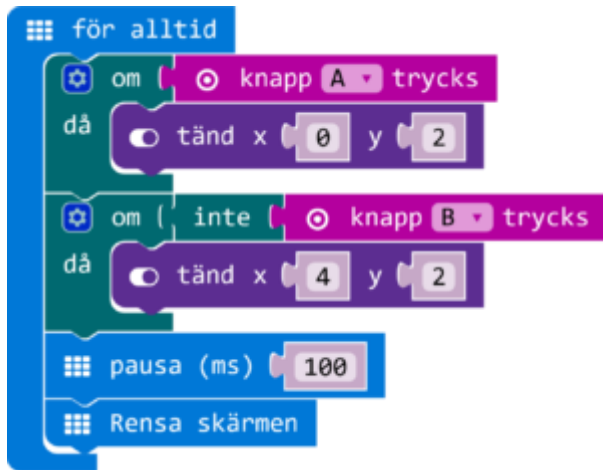 för alltid
om knapp A trycks
då tänd x 0 y 2
om inte knapp B trycks
då tänd x 4 y 2
pausa (ms) 100
Rensa skärmen